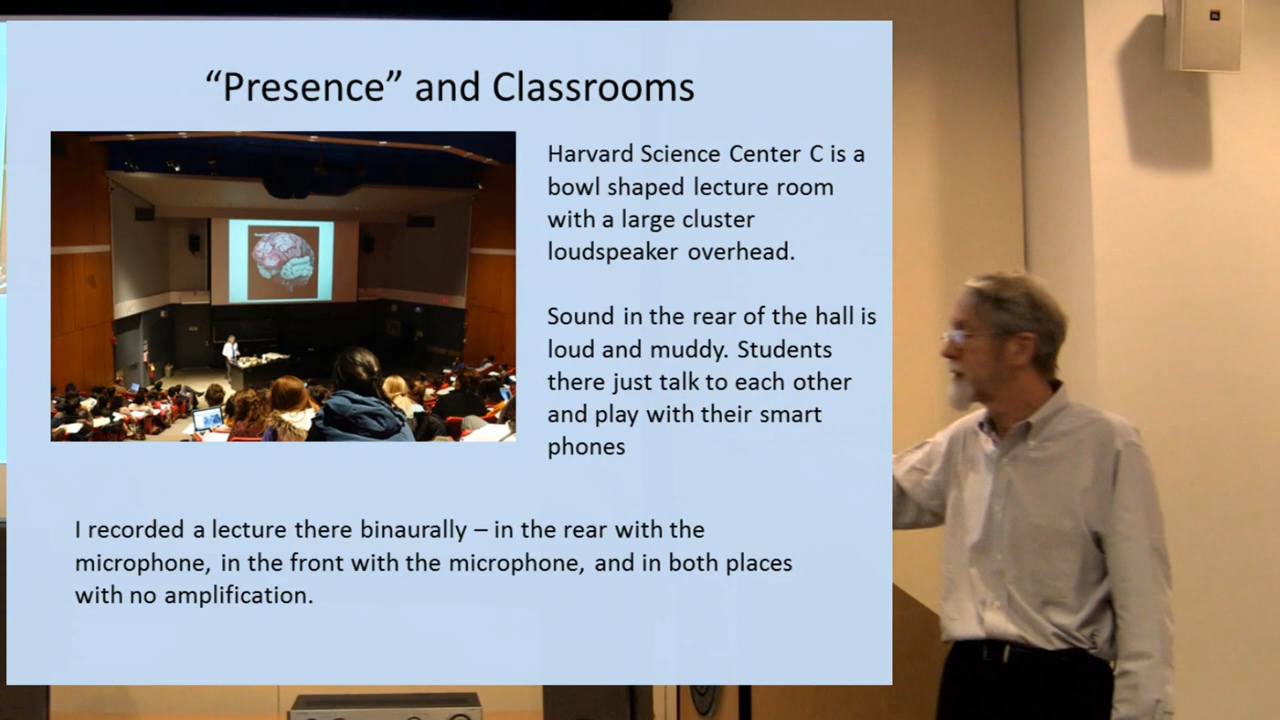 “Presence” and Classrooms
Harvard Science Center C is a
bowl shaped lecture room
with a large cluster
loudspeaker overhead.
Sound in the rear of the hall is
loud and muddy. Students
there just talk to each other
and play with their smart
phones
I recorded a lecture there binaurally – in the rear with the
microphone, in the front with the microphone, and in both places
with no amplification.